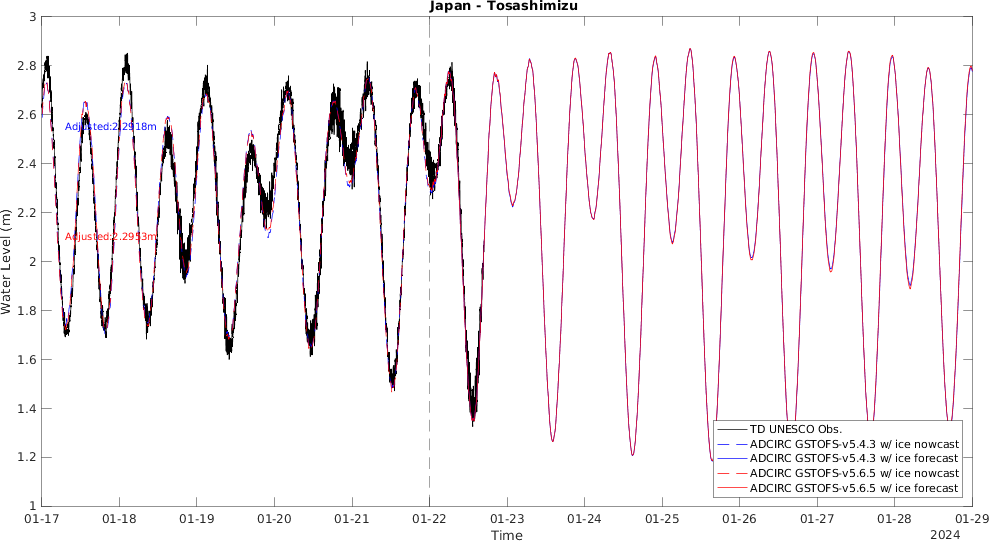 Japan - Tosashimizu
3
2.8
2.6
2.4
2.2
2
1.8
1.6
1.4
1.2
1
Water Level (m)
Adjusted:2.2918m
Adjusted:2.2953m
TD UNESCO Obs.
ADCIRC GSTOFS-v5.4.3 w/ ice nowcast
ADCIRC GSTOFS-v5.4.3 w/ ice forecast
ADCIRC GSTOFS-v5.6.5 w/ ice nowcast
ADCIRC GSTOFS-v5.6.5 w/ ice forecast
01-17 01-18 01-19 01-20 01-21 01-22 01-23 01-24 01-25 01-26 01-27 01-28 01-29
Time
2024